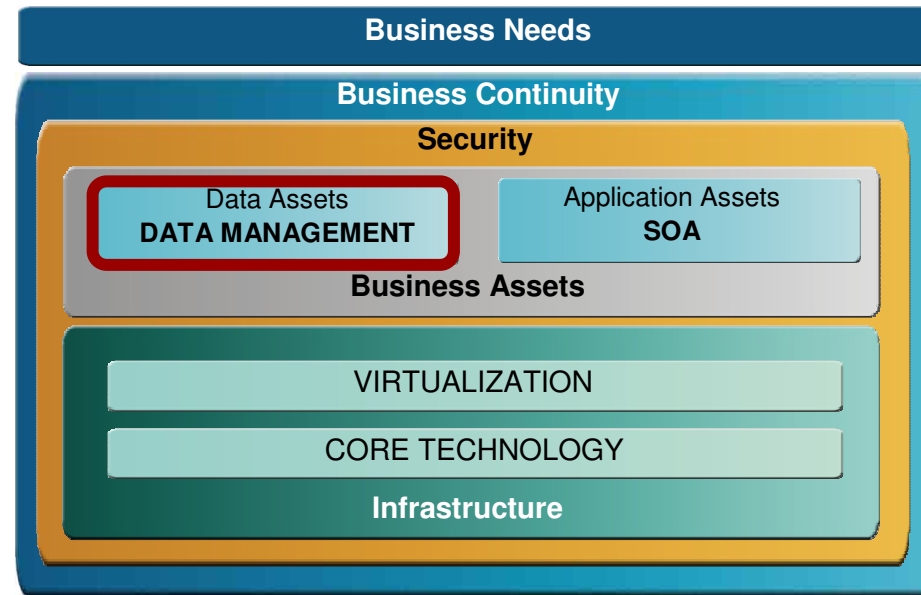 Business Needs
Business Continuity
Security
Data Assets
DATA MANAGEMENT
Application Assets
SOA
Business Assets
VIRTUALIZATION
CORE TECHNOLOGY
Infrastructure